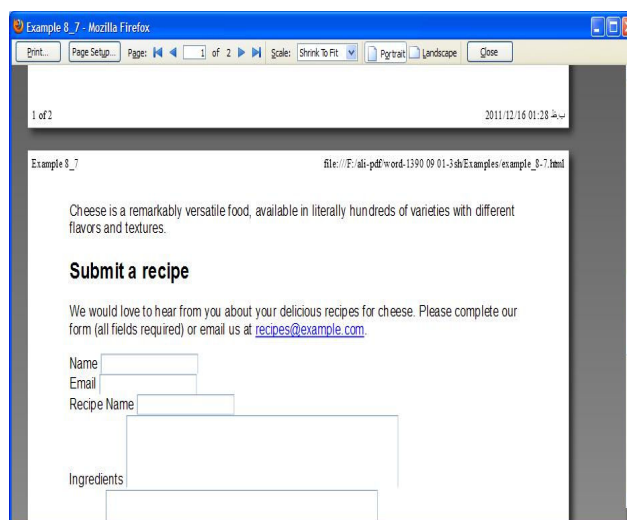 Example 8_7 - Mozilla Firefox
Print... Page Setup... Page: 1 of 2 Scale: Shrink To Fit Portrait Landscape Close
1 of 2 2011/12/16 01:28 ب.ظ
Example 8_7 file:///F:/ali-pdf/word-1390 09 01-3sh/Examples/example_8-7.html
Cheese is a remarkably versatile food, available in literally hundreds of varieties with different
flavors and textures.
Submit a recipe
We would love to hear from you about your delicious recipes for cheese. Please complete our
form (all fields required) or email us at recipes@example.com.
Name
Email
Recipe Name
Ingredients